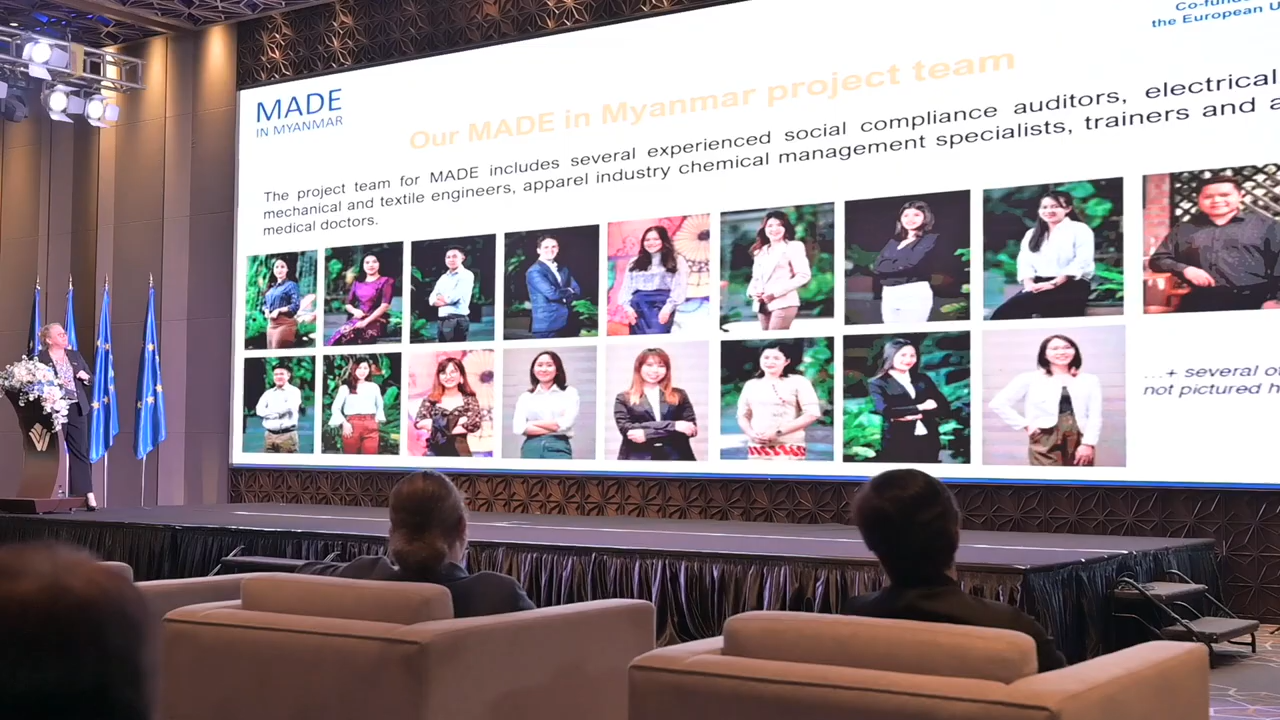 Co-fun
the European U
MADE
IN MYANMAR
Our MADE in Myanmar project team
The project team for MADE includes several experienced social compliance auditors, electrical,
mechanical and textile engineers, apparel industry chemical management specialists, trainers and a
medical doctors.
...+ several ot
not pictured h